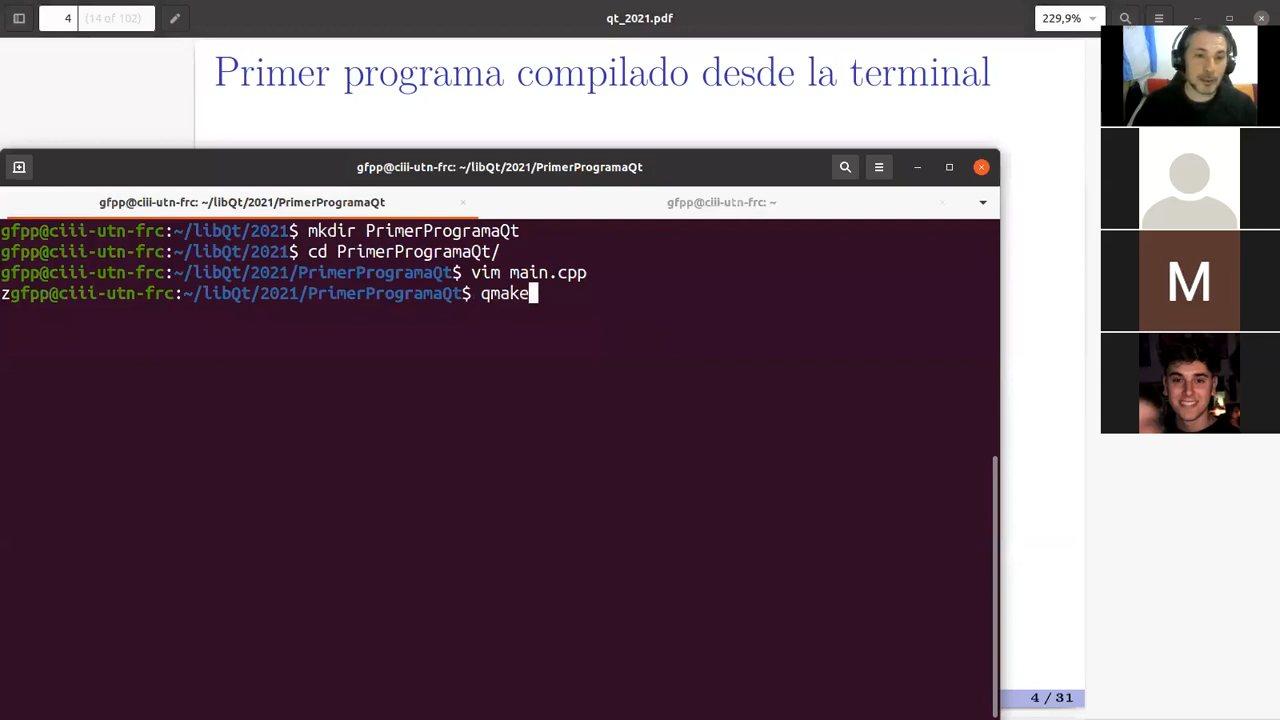 4 (14 of 102)
qt_2021.pdf
229,9%
Primer programa compilado desde la terminal
gfpp@ciii-utn-frc: ~/libQt/2021/PrimerProgramaQt
gfpp@ciii-utn-frc: ~/libQt/2021/PrimerProgramaQt
gfpp@ciii-utn-frc: ~
gfpp@ciii-utn-frc:~/libQt/2021$ mkdir PrimerProgramaQt
gfpp@ciii-utn-frc:~/libQt/2021$ cd PrimerProgramaQt/
gfpp@ciii-utn-frc:~/libQt/2021/PrimerProgramaQt$ vim main.cpp
zgfpp@ciii-utn-frc:~/libQt/2021/PrimerProgramaQt$ qmake
M
4 / 31